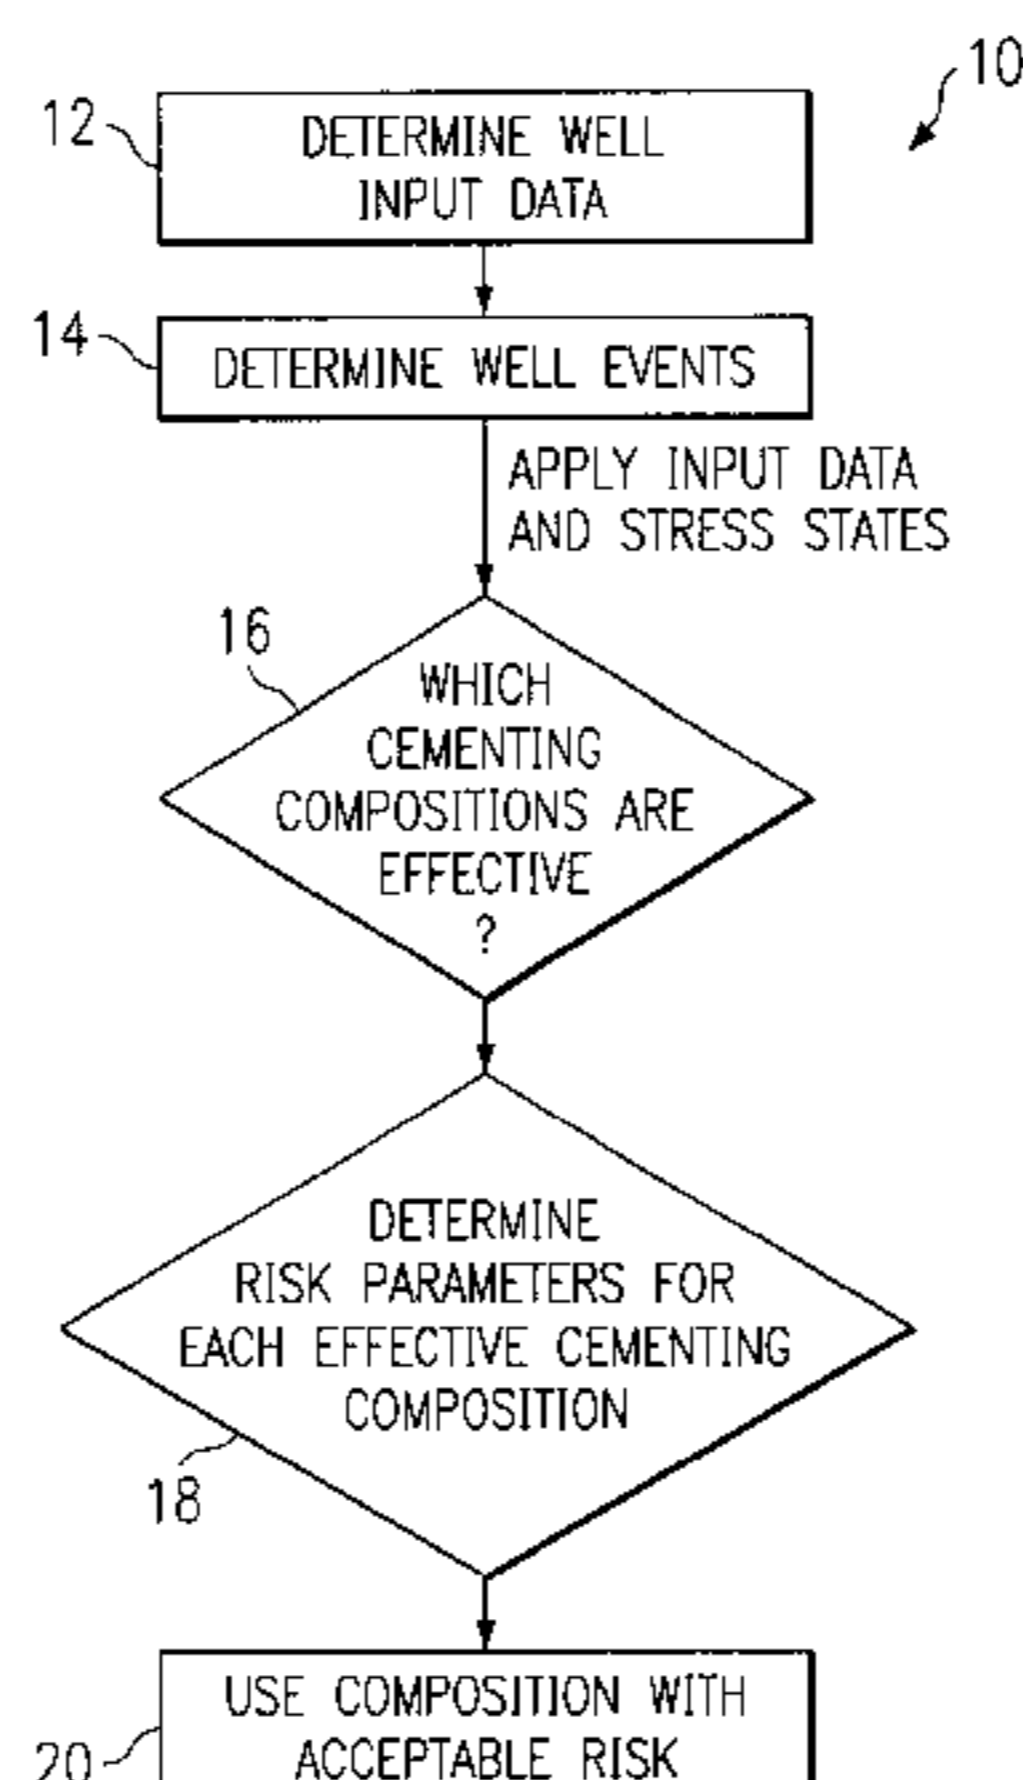 10
12
DETERMINE WELL
INPUT DATA
14
DETERMINE WELL EVENTS
APPLY INPUT DATA
AND STRESS STATES
16
WHICH
CEMENTING
COMPOSITIONS ARE
EFFECTIVE
?
DETERMINE
RISK PARAMETERS FOR
EACH EFFECTIVE CEMENTING
COMPOSITION
18
USE COMPOSITION WITH
ACCEPTABLE RISK
20